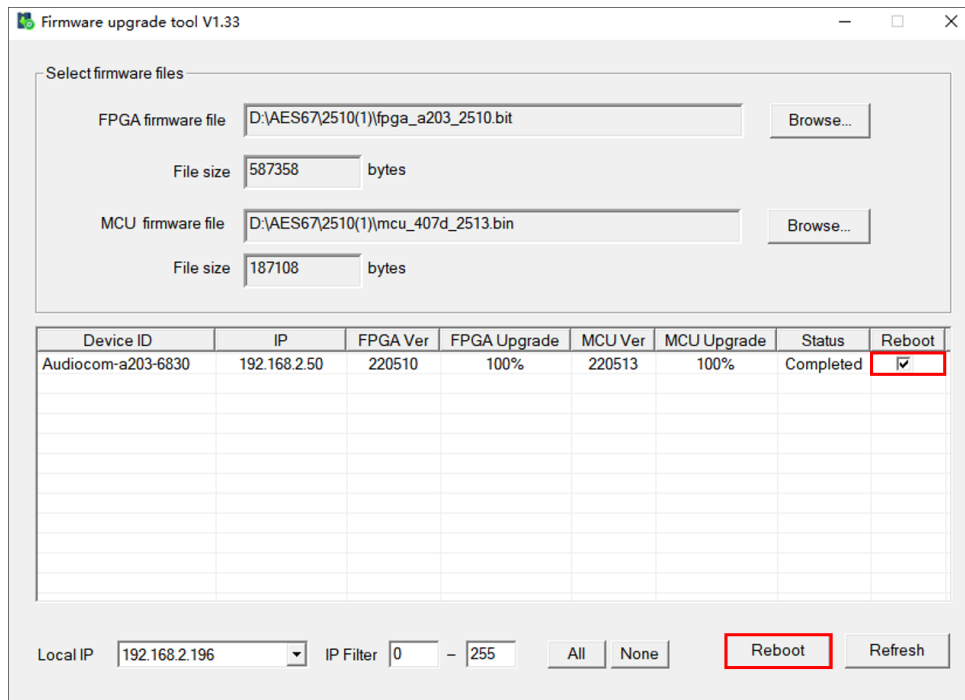 Firmware upgrade tool V1.33
Select firmware files
FPGA firmware file D:\AES67\2510(1)\\fpga_a203_2510.bit Browse...
File size 587358 bytes
MCU firmware file D:\AES67\2510(1)\\mcu_407d_2513.bin Browse...
File size 187108 bytes
Device ID IP FPGA Ver FPGA Upgrade MCU Ver MCU Upgrade Status Reboot
Audiocom-a203-6830 192.168.2.50 220510 100% 220513 100% Completed
Local IP 192.168.2.196 IP Filter 0 – 255 All None Reboot Refresh